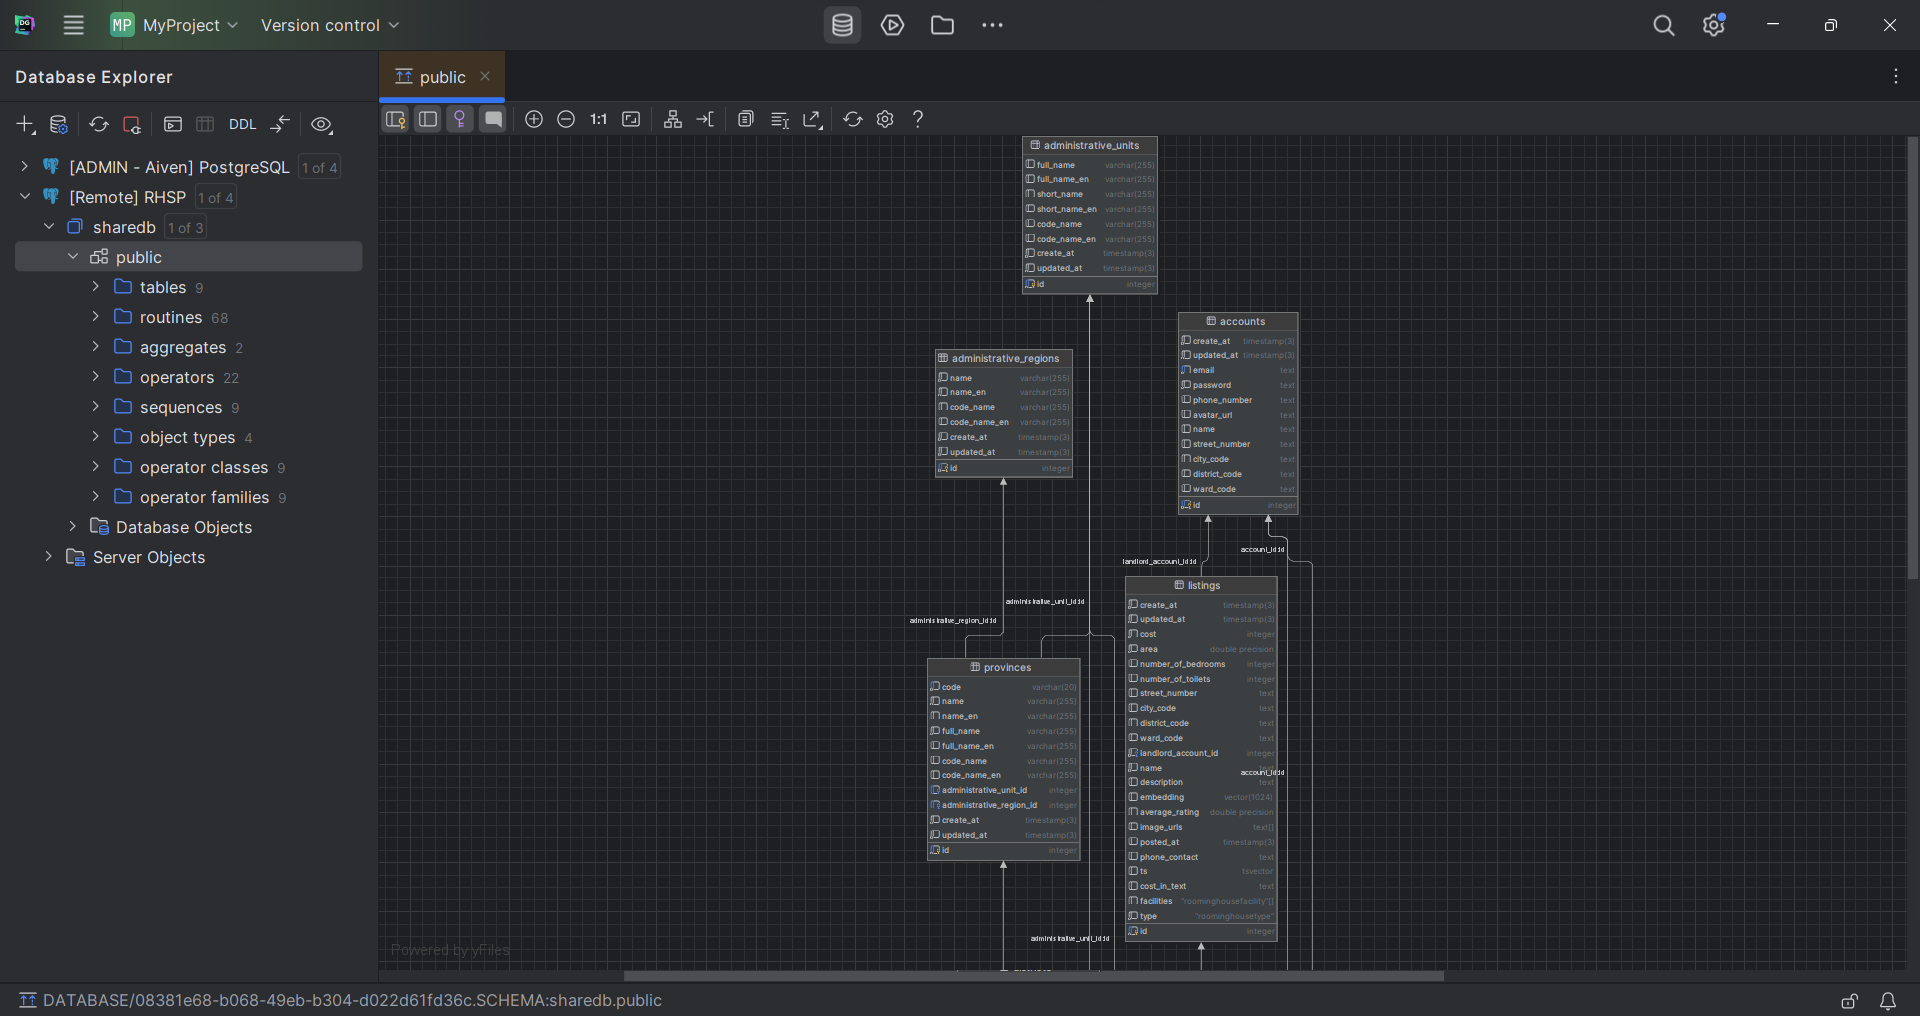 MP MyProject Version control
Database Explorer
public
DDL
1:1
[ADMIN - Aiven] PostgreSQL 1 of 4
[Remote] RHSP 1 of 4
sharedb 1 of 3
public
tables 9
routines 68
aggregates 2
operators 22
sequences 9
object types 4
operator classes 9
operator families 9
Database Objects
Server Objects
administrative_units
full_name varchar(255)
full_name_en varchar(255)
short_name varchar(255)
short_name_en varchar(255)
code_name varchar(255)
code_name_en varchar(255)
create_at timestamp(3)
updated_at timestamp(3)
id integer
accounts
create_at timestamp(3)
updated_at timestamp(3)
email text
password text
phone_number text
avatar_url text
name text
street_number text
city_code text
district_code text
ward_code text
id integer
administrative_regions
name varchar(255)
name_en varchar(255)
code_name varchar(255)
code_name_en varchar(255)
create_at timestamp(3)
updated_at timestamp(3)
id integer
account_id:id
landlord_account_id:id
administrative_unit_id:id
administrative_region_id:id
listings
create_at timestamp(3)
updated_at timestamp(3)
cost integer
area double precision
number_of_bedrooms integer
number_of_toilets integer
street_number text
city_code text
district_code text
ward_code text
landlord_account_id integer
name text
account_id:id
description text
embedding vector(1024)
average_rating double precision
image_urls text[]
posted_at timestamp(3)
phone_contact text
ts tsvector
cost_in_text text
facilities "roominghousefacility"[]
type "roominghousetype"
id integer
provinces
code varchar(20)
name varchar(255)
name_en varchar(255)
full_name varchar(255)
full_name_en varchar(255)
code_name varchar(255)
code_name_en varchar(255)
administrative_unit_id integer
administrative_region_id integer
create_at timestamp(3)
updated_at timestamp(3)
id integer
administrative_unit_id:id
Powered by yFiles
DATABASE/08381e68-b068-49eb-b304-d022d61fd36c.SCHEMA:sharedb.public